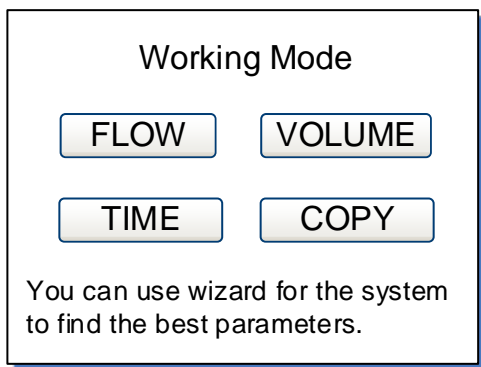 Working Mode
FLOW VOLUME
TIME COPY
You can use wizard for the system
to find the best parameters.